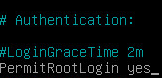 # Authentication:
#LoginGraceTime 2m
PermitRootLogin yes